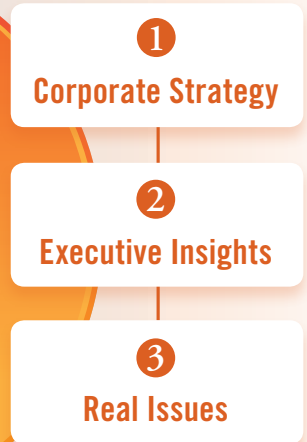 1
Corporate Strategy
2
Executive Insights
3
Real Issues